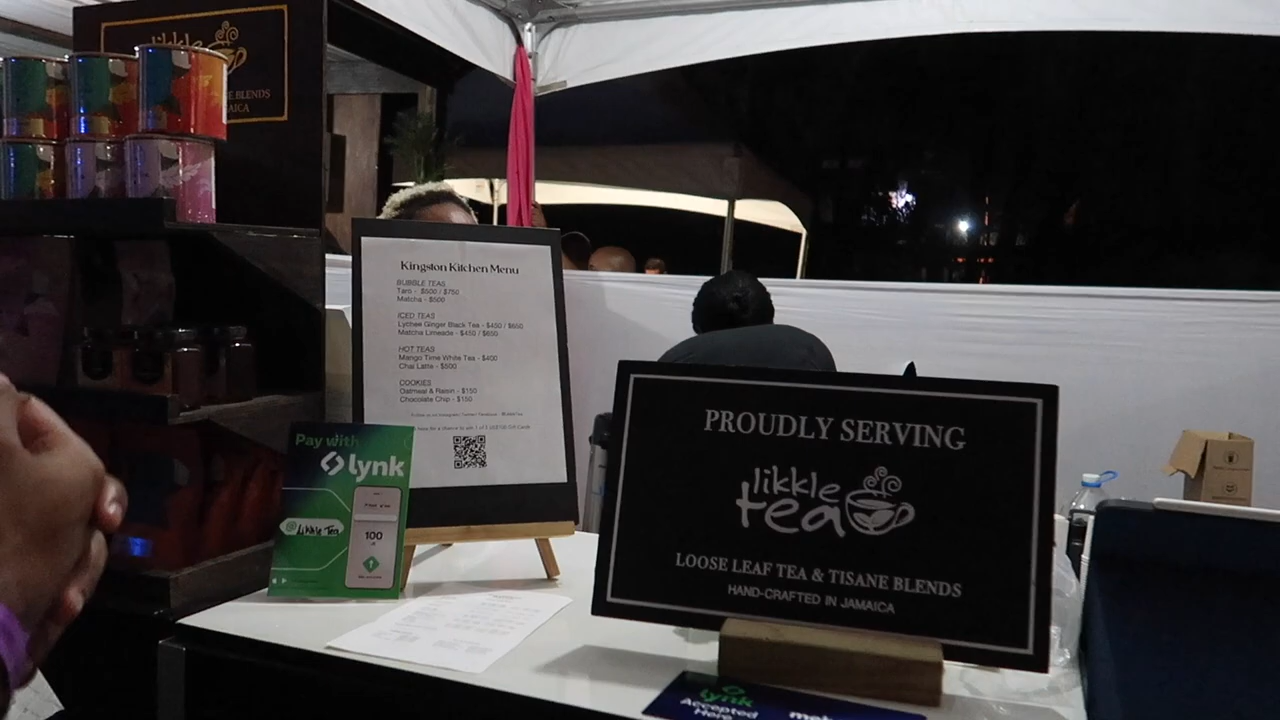 likkle
E BLENDS
AICA
Kingston Kitchen Menu
BUBBLE TEAS
Taro - $500 / $750
Matcha - $500
ICED TEAS
Lychee Ginger Black Tea - $450 / $650
Matcha Limeade - $450 / $650
HOT TEAS
Mango Time White Tea - $400
Chai Latte - $500
COOKIES
Oatmeal & Raisin - $150
Chocolate Chip - $150
Pay with
lynk
@Likkle Tea
100
PROUDLY SERVING
likkle
tea
LOOSE LEAF TEA & TISANE BLENDS
HAND-CRAFTED IN JAMAICA
lynk
Accepted
Here